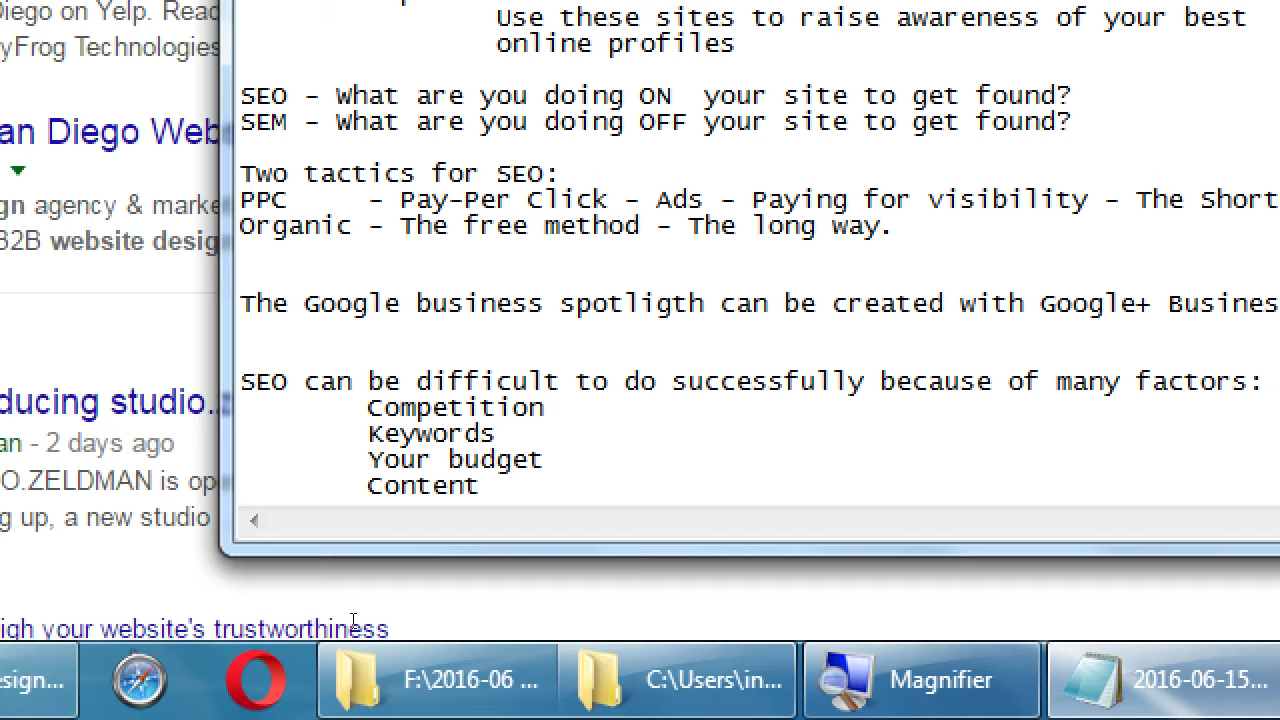 Diego on Yelp. Read
yFrog Technologies
Use these sites to raise awareness of your best
online profiles
SEO - What are you doing ON  your site to get found?
an Diego Web
SEM - What are you doing OFF your site to get found?
Two tactics for SEO:
gn agency & marke
PPC     - Pay-Per Click - Ads - Paying for visibility - The Short
Organic - The free method - The long way.
B2B website desig
The Google business spotligth can be created with Google+ Busines
SEO can be difficult to do successfully because of many factors:
ducing studio.
Competition
an - 2 days ago
Keywords
O.ZELDMAN is op
Your budget
Content
g up, a new studio
igh your website's trustworthiness
esign...
F:\2016-06 ...
C:\Users\in...
Magnifier
2016-06-15...